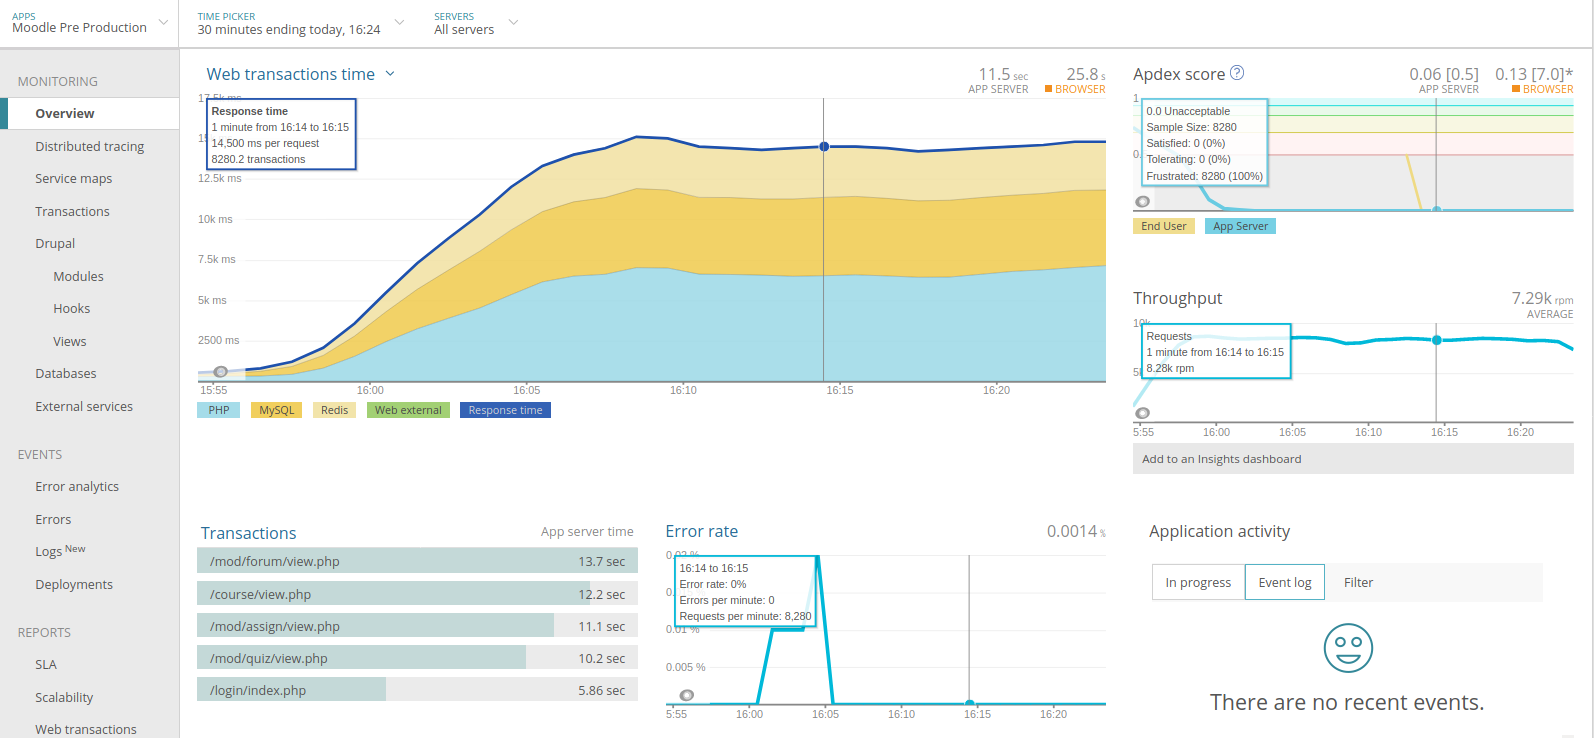 APPS
Moodle Pre Production
TIME PICKER
30 minutes ending today, 16:24
SERVERS
All servers
MONITORING
Overview
Distributed tracing
Service maps
Transactions
Drupal
Modules
Hooks
Views
Databases
External services
EVENTS
Error analytics
Errors
Logs New
Deployments
REPORTS
SLA
Scalability
Web transactions
Web transactions time
11.5 sec
APP SERVER
25.8 s
BROWSER
17.5k ms
Response time
1 minute from 16:14 to 16:15
14,500 ms per request
8280.2 transactions
12.5k ms
10k ms
7.5k ms
5k ms
2500 ms
15:55 16:00 16:05 16:10 16:15 16:20
PHP MySQL Redis Web external Response time
Apdex score ?
0.06 [0.5]
APP SERVER
0.13 [7.0]*
BROWSER
1
0.0 Unacceptable
Sample Size: 8280
Satisfied: 0 (0%)
Tolerating: 0 (0%)
Frustrated: 8280 (100%)
End User App Server
Throughput
7.29k rpm
AVERAGE
10k
Requests
1 minute from 16:14 to 16:15
8.28k rpm
5:55 16:00 16:05 16:10 16:15 16:20
Add to an Insights dashboard
Transactions
App server time
/mod/forum/view.php 13.7 sec
/course/view.php 12.2 sec
/mod/assign/view.php 11.1 sec
/mod/quiz/view.php 10.2 sec
/login/index.php 5.86 sec
Error rate
0.0014 %
0.02 %
16:14 to 16:15
Error rate: 0%
Errors per minute: 0
Requests per minute: 8,280
0.01 %
0.005 %
5:55 16:00 16:05 16:10 16:15 16:20
Application activity
In progress Event log Filter
There are no recent events.